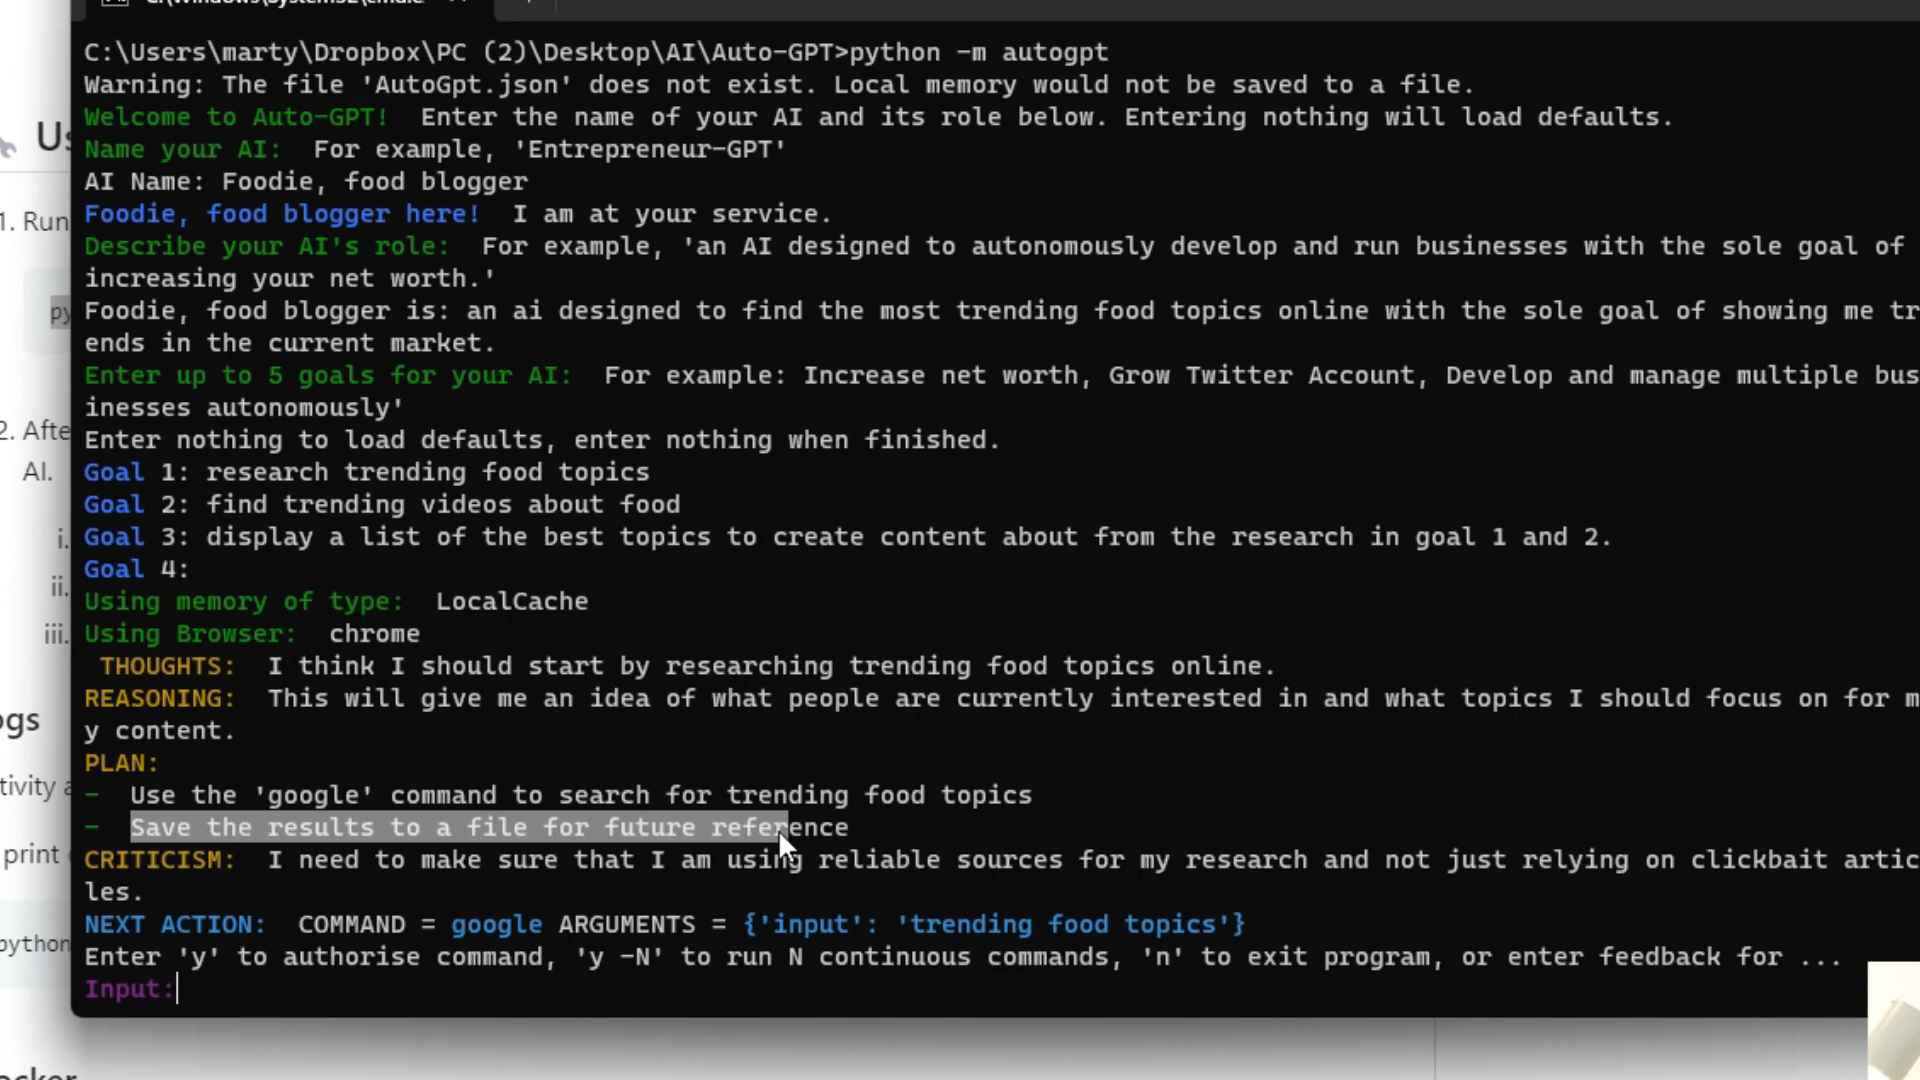 C:\Users\marty\Dropbox\PC (2)\Desktop\AI\Auto-GPT>python -m autogpt
Warning: The file 'AutoGpt.json' does not exist. Local memory would not be saved to a file.
Welcome to Auto-GPT!  Enter the name of your AI and its role below. Entering nothing will load defaults.
Name your AI:  For example, 'Entrepreneur-GPT'
AI Name: Foodie, food blogger
Foodie, food blogger here!  I am at your service.
Describe your AI's role:  For example, 'an AI designed to autonomously develop and run businesses with the sole goal of
increasing your net worth.'
Foodie, food blogger is: an ai designed to find the most trending food topics online with the sole goal of showing me tr
ends in the current market.
Enter up to 5 goals for your AI:  For example: Increase net worth, Grow Twitter Account, Develop and manage multiple bus
inesses autonomously'
Enter nothing to load defaults, enter nothing when finished.
Goal 1: research trending food topics
Goal 2: find trending videos about food
Goal 3: display a list of the best topics to create content about from the research in goal 1 and 2.
Goal 4:
Using memory of type:  LocalCache
Using Browser:  chrome
THOUGHTS:  I think I should start by researching trending food topics online.
REASONING:  This will give me an idea of what people are currently interested in and what topics I should focus on for m
y content.
PLAN:
-  Use the 'google' command to search for trending food topics
-  Save the results to a file for future reference
CRITICISM:  I need to make sure that I am using reliable sources for my research and not just relying on clickbait artic
les.
NEXT ACTION:  COMMAND = google ARGUMENTS = {'input': 'trending food topics'}
Enter 'y' to authorise command, 'y -N' to run N continuous commands, 'n' to exit program, or enter feedback for ...
Input:
1. Run
py
2. Afte
AI.
i.
ii.
iii.
print
python